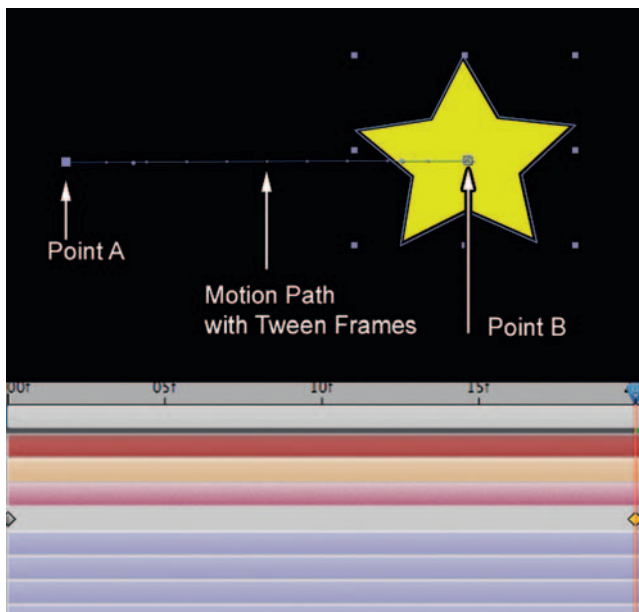 Point A
Motion Path
with Tween Frames
Point B
00f 05f 10f 15f